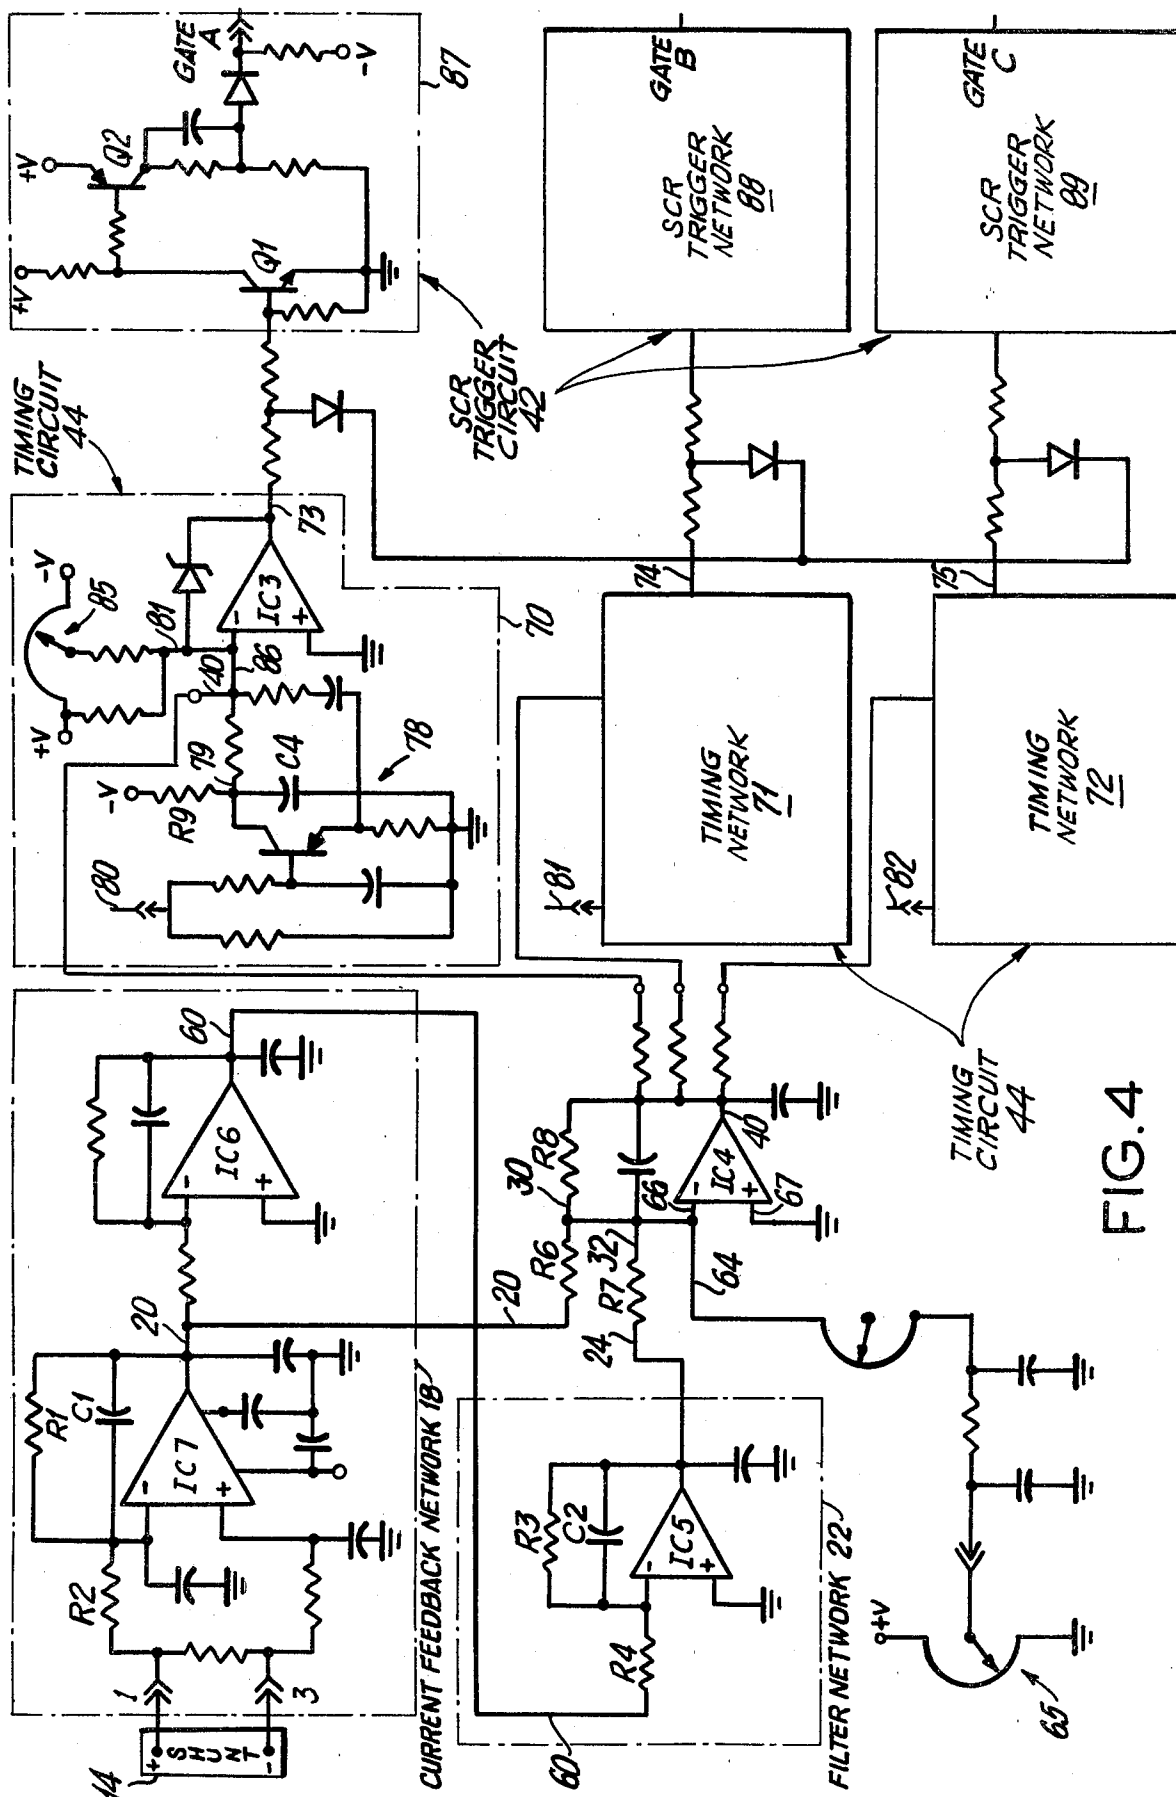 44
+ SHUNT -
1
3
R2
R1
C1
IC7
-
+
20
IC6
-
+
60
CURRENT FEEDBACK NETWORK 18
20
60
R4
R3
C2
IC5
-
+
FILTER NETWORK 22
24
R7
32
R6
30
R8
66
IC4
-
+
67
40
64
65
+V
TIMING
CIRCUIT
44
80
-V
R9
79
C4
78
40
86
81
+V
-V
85
IC3
-
+
73
70
TIMING
CIRCUIT
44
81
TIMING
NETWORK
71
74
82
TIMING
NETWORK
72
75
SCR
TRIGGER
CIRCUIT
42
+V
+V
Q1
Q2
GATE
A
-V
87
SCR
TRIGGER
NETWORK
88
GATE
B
SCR
TRIGGER
NETWORK
89
GATE
C
FIG.4